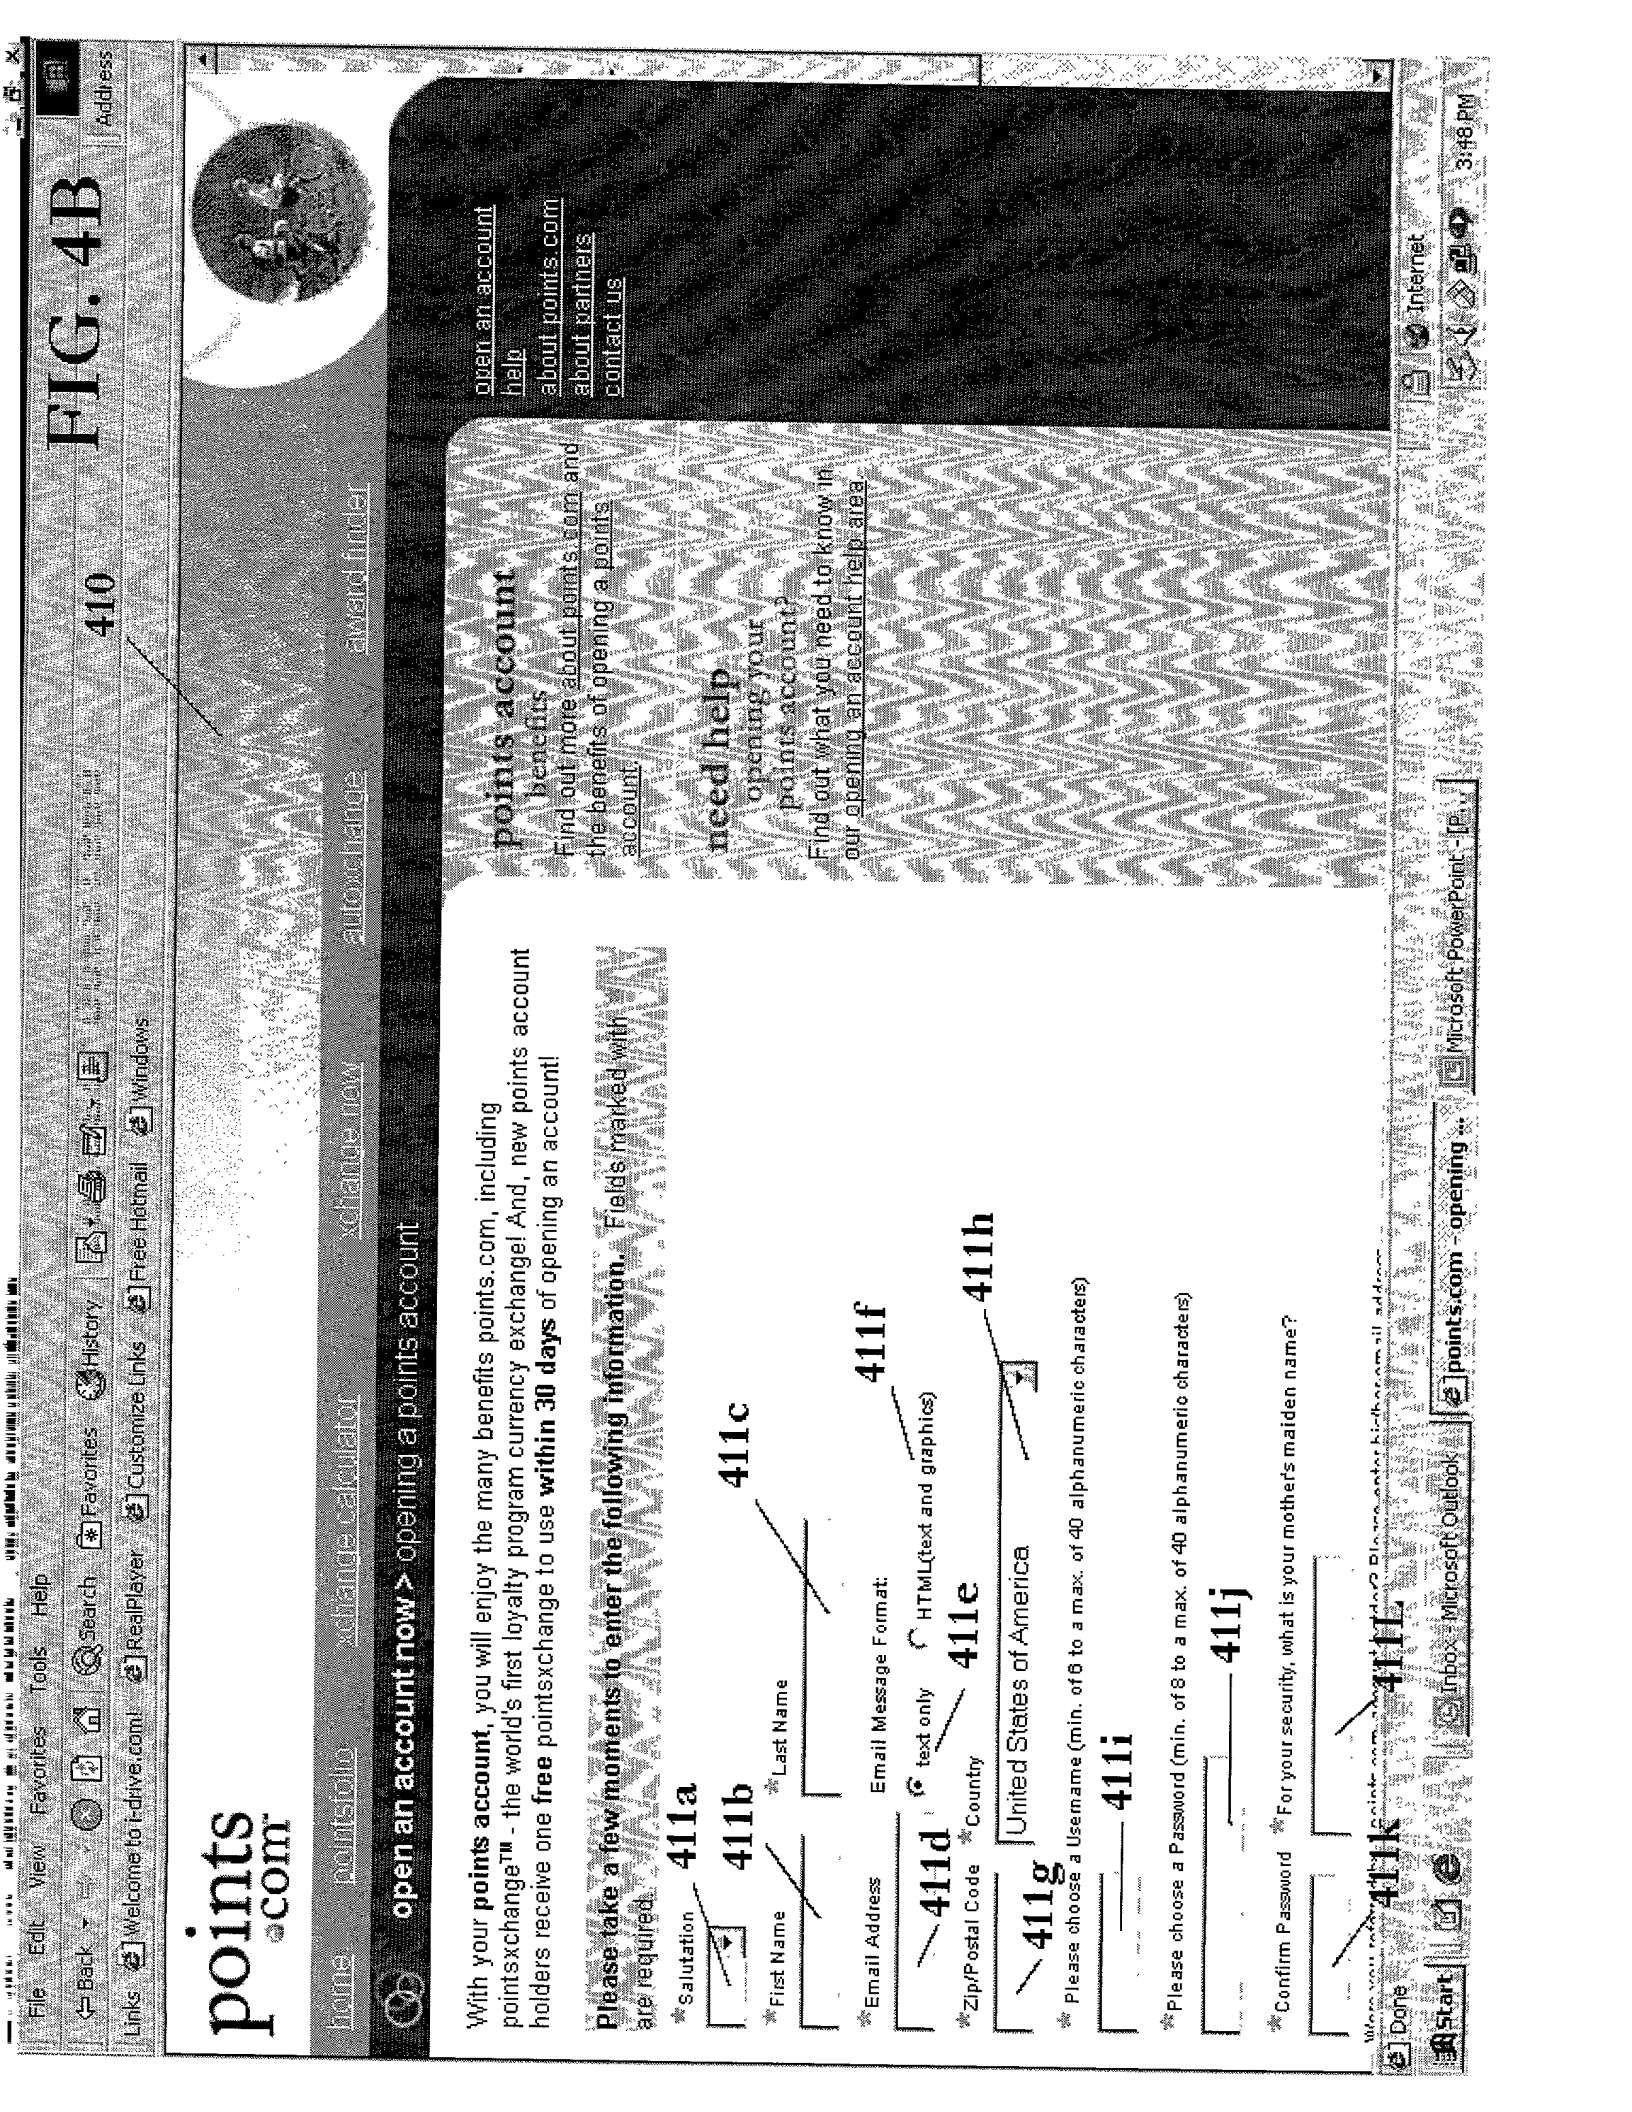 FIG. 4B
File Edit View Favorites Tools Help
Back Search Favorites History
Address
Links Welcome to i-drive.com! RealPlayer Customize Links Free Hotmail Windows
410
points
.com™
home pointsfolio xchange calculator xchange now autoxchange award finder
open an account now > opening a points account
With your points account, you will enjoy the many benefits points.com, including
pointsxchange™ - the world's first loyalty program currency exchange! And, new points account
holders receive one free pointsxchange to use within 30 days of opening an account!
Please take a few moments to enter the following information. Fields marked with
are required.
*Salutation
411a
411b
411c
*First Name *Last Name
*Email Address Email Message Format:
text only HTML(text and graphics)
411d
411e
411f
*Zip/Postal Code *Country
United States of America
411g
411h
* Please choose a Username (min. of 6 to a max. of 40 alphanumeric characters)
411i
*Please choose a Password (min. of 8 to a max. of 40 alphanumeric characters)
411j
*Confirm Password *For your security, what is your mother's maiden name?
411k
411L
points account
benefits
Find out more about points.com and
the benefits of opening a points
account.
need help
opening your
points account?
Find out what you need to know in
our opening an account help area
open an account
help
about points.com
about partners
contact us
Done Internet
Start Inbox - Microsoft Outlook points.com - opening ... Microsoft PowerPoint - [P... 3:48 PM